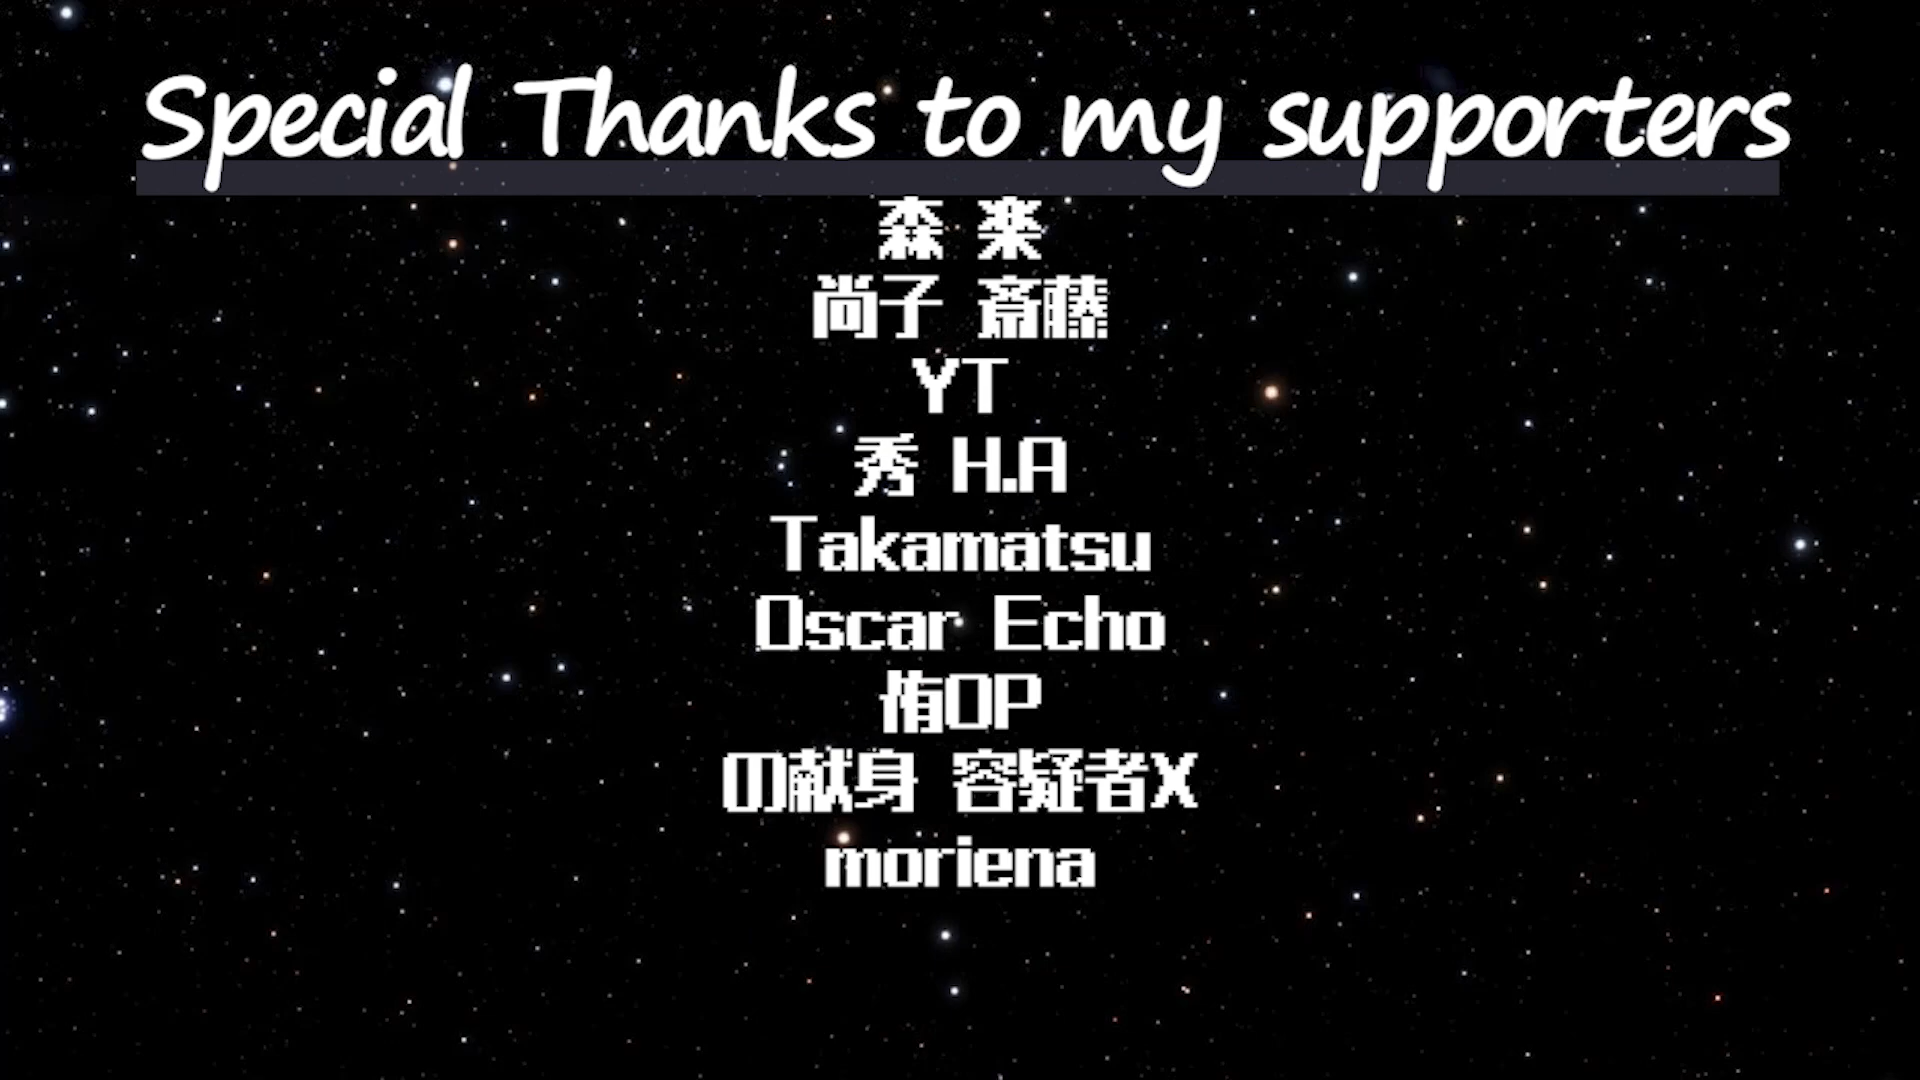 Special Thanks to my supporters
森 楽
尚子 斎藤
YT
秀 H.A
Takamatsu
Oscar Echo
侑OP
の献身 容疑者X
moriena